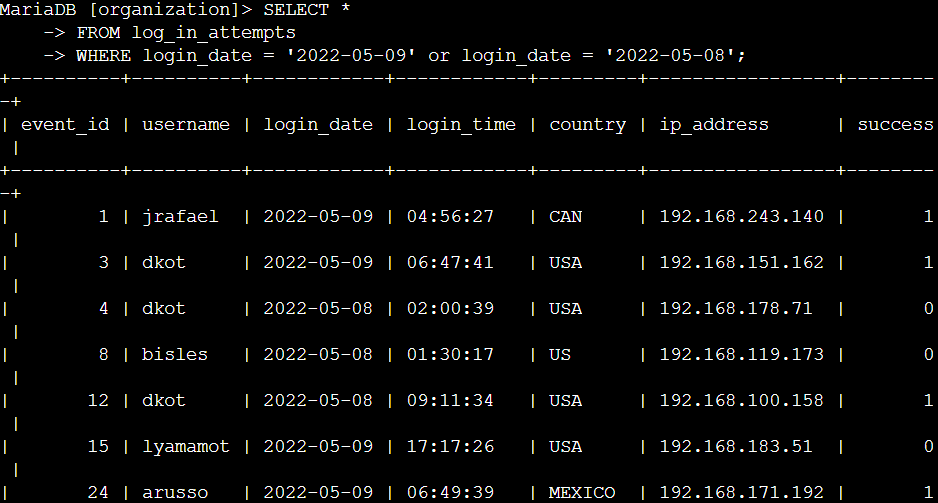 MariaDB [organization]> SELECT *
    -> FROM log_in_attempts
    -> WHERE login_date = '2022-05-09' or login_date = '2022-05-08';
+----------+----------+------------+------------+---------+-----------------+--------
-+
| event_id | username | login_date | login_time | country | ip_address      | success
 |
+----------+----------+------------+------------+---------+-----------------+--------
-+
|        1 | jrafael  | 2022-05-09 | 04:56:27   | CAN     | 192.168.243.140 |       1
 |
|        3 | dkot     | 2022-05-09 | 06:47:41   | USA     | 192.168.151.162 |       1
 |
|        4 | dkot     | 2022-05-08 | 02:00:39   | USA     | 192.168.178.71  |       0
 |
|        8 | bisles   | 2022-05-08 | 01:30:17   | US      | 192.168.119.173 |       0
 |
|       12 | dkot     | 2022-05-08 | 09:11:34   | USA     | 192.168.100.158 |       1
 |
|       15 | lyamamot | 2022-05-09 | 17:17:26   | USA     | 192.168.183.51  |       0
 |
|       24 | arusso   | 2022-05-09 | 06:49:39   | MEXICO  | 192.168.171.192 |       1